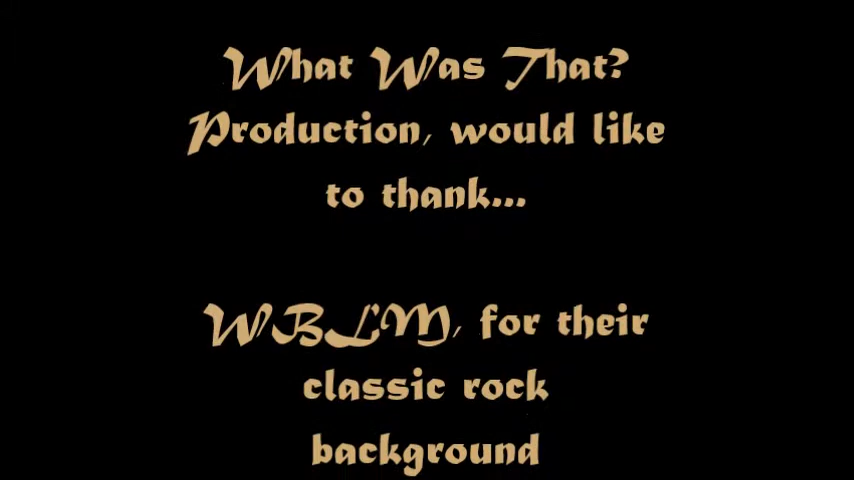 What Was That?
Production, would like
to thank...
WBLM, for their
classic rock
background